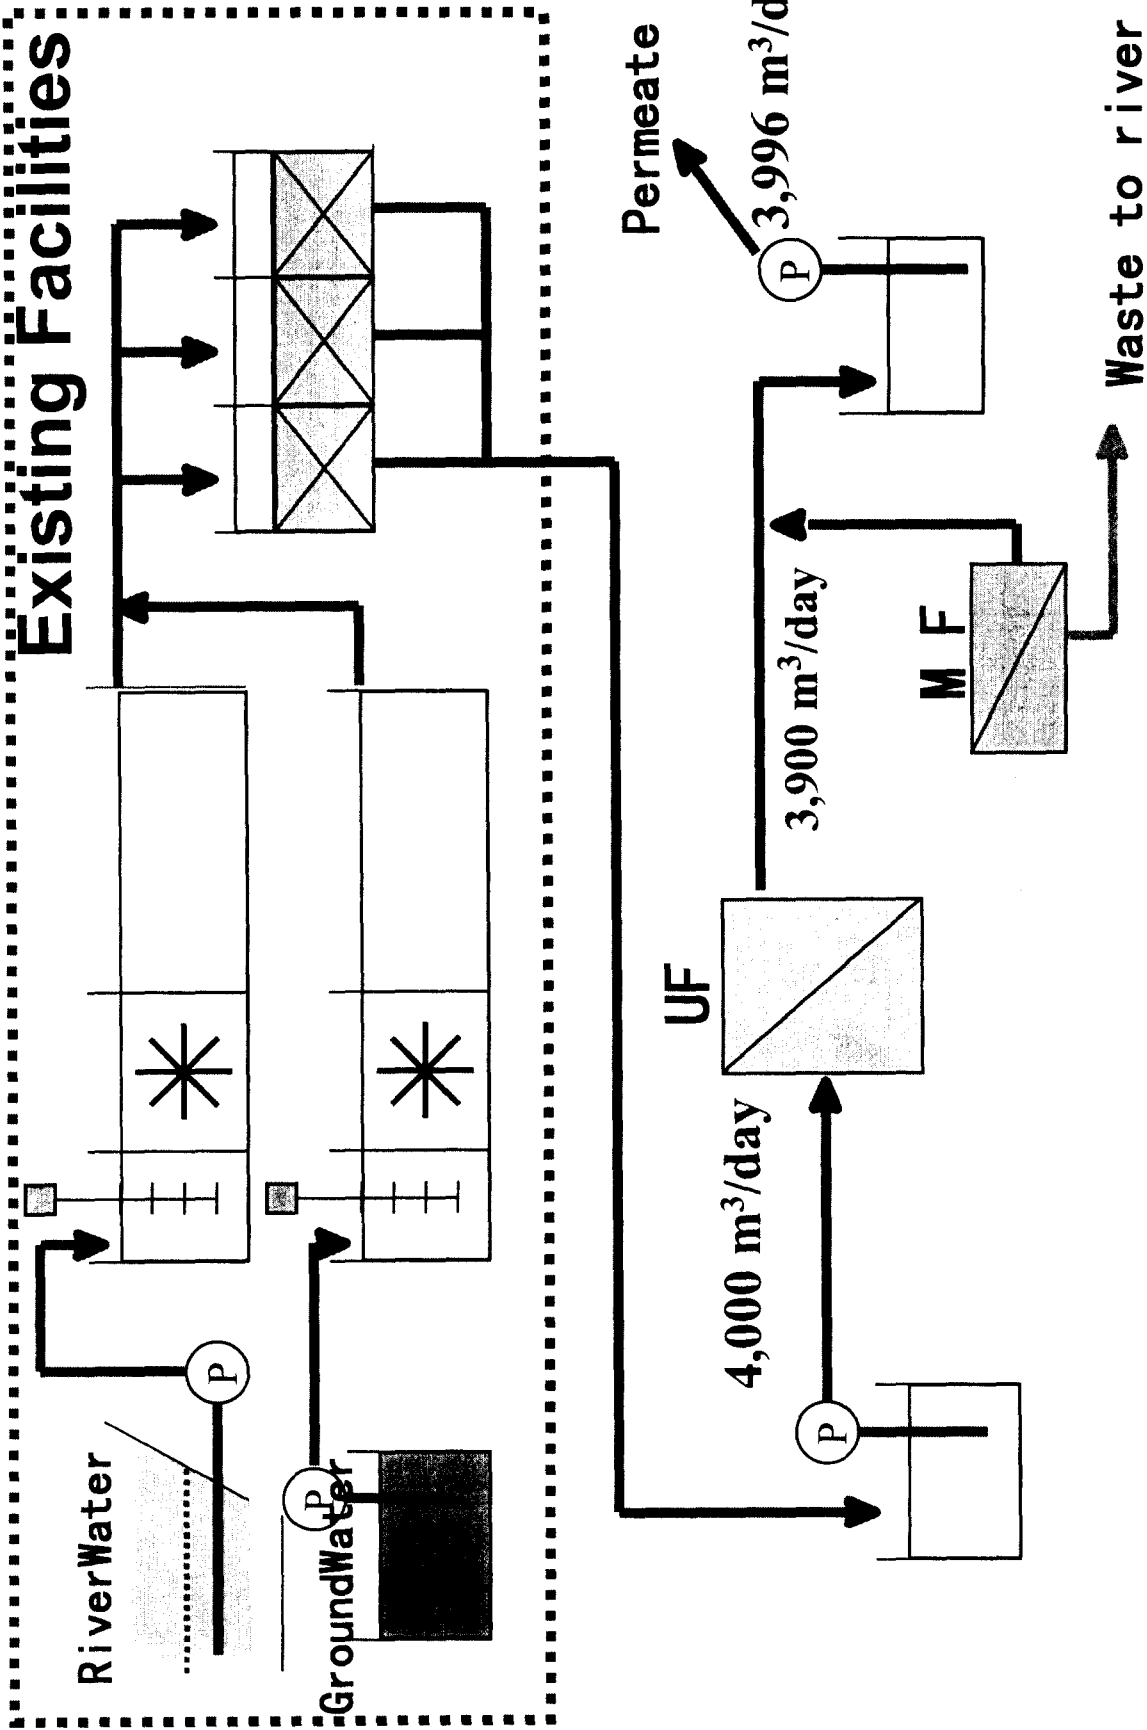 Existing Facilities
RiverWater
P
GroundWater
P
4,000 m³/day
P
UF
3,900 m³/day
M F
Permeate
3,996 m³/d
P
Waste to river